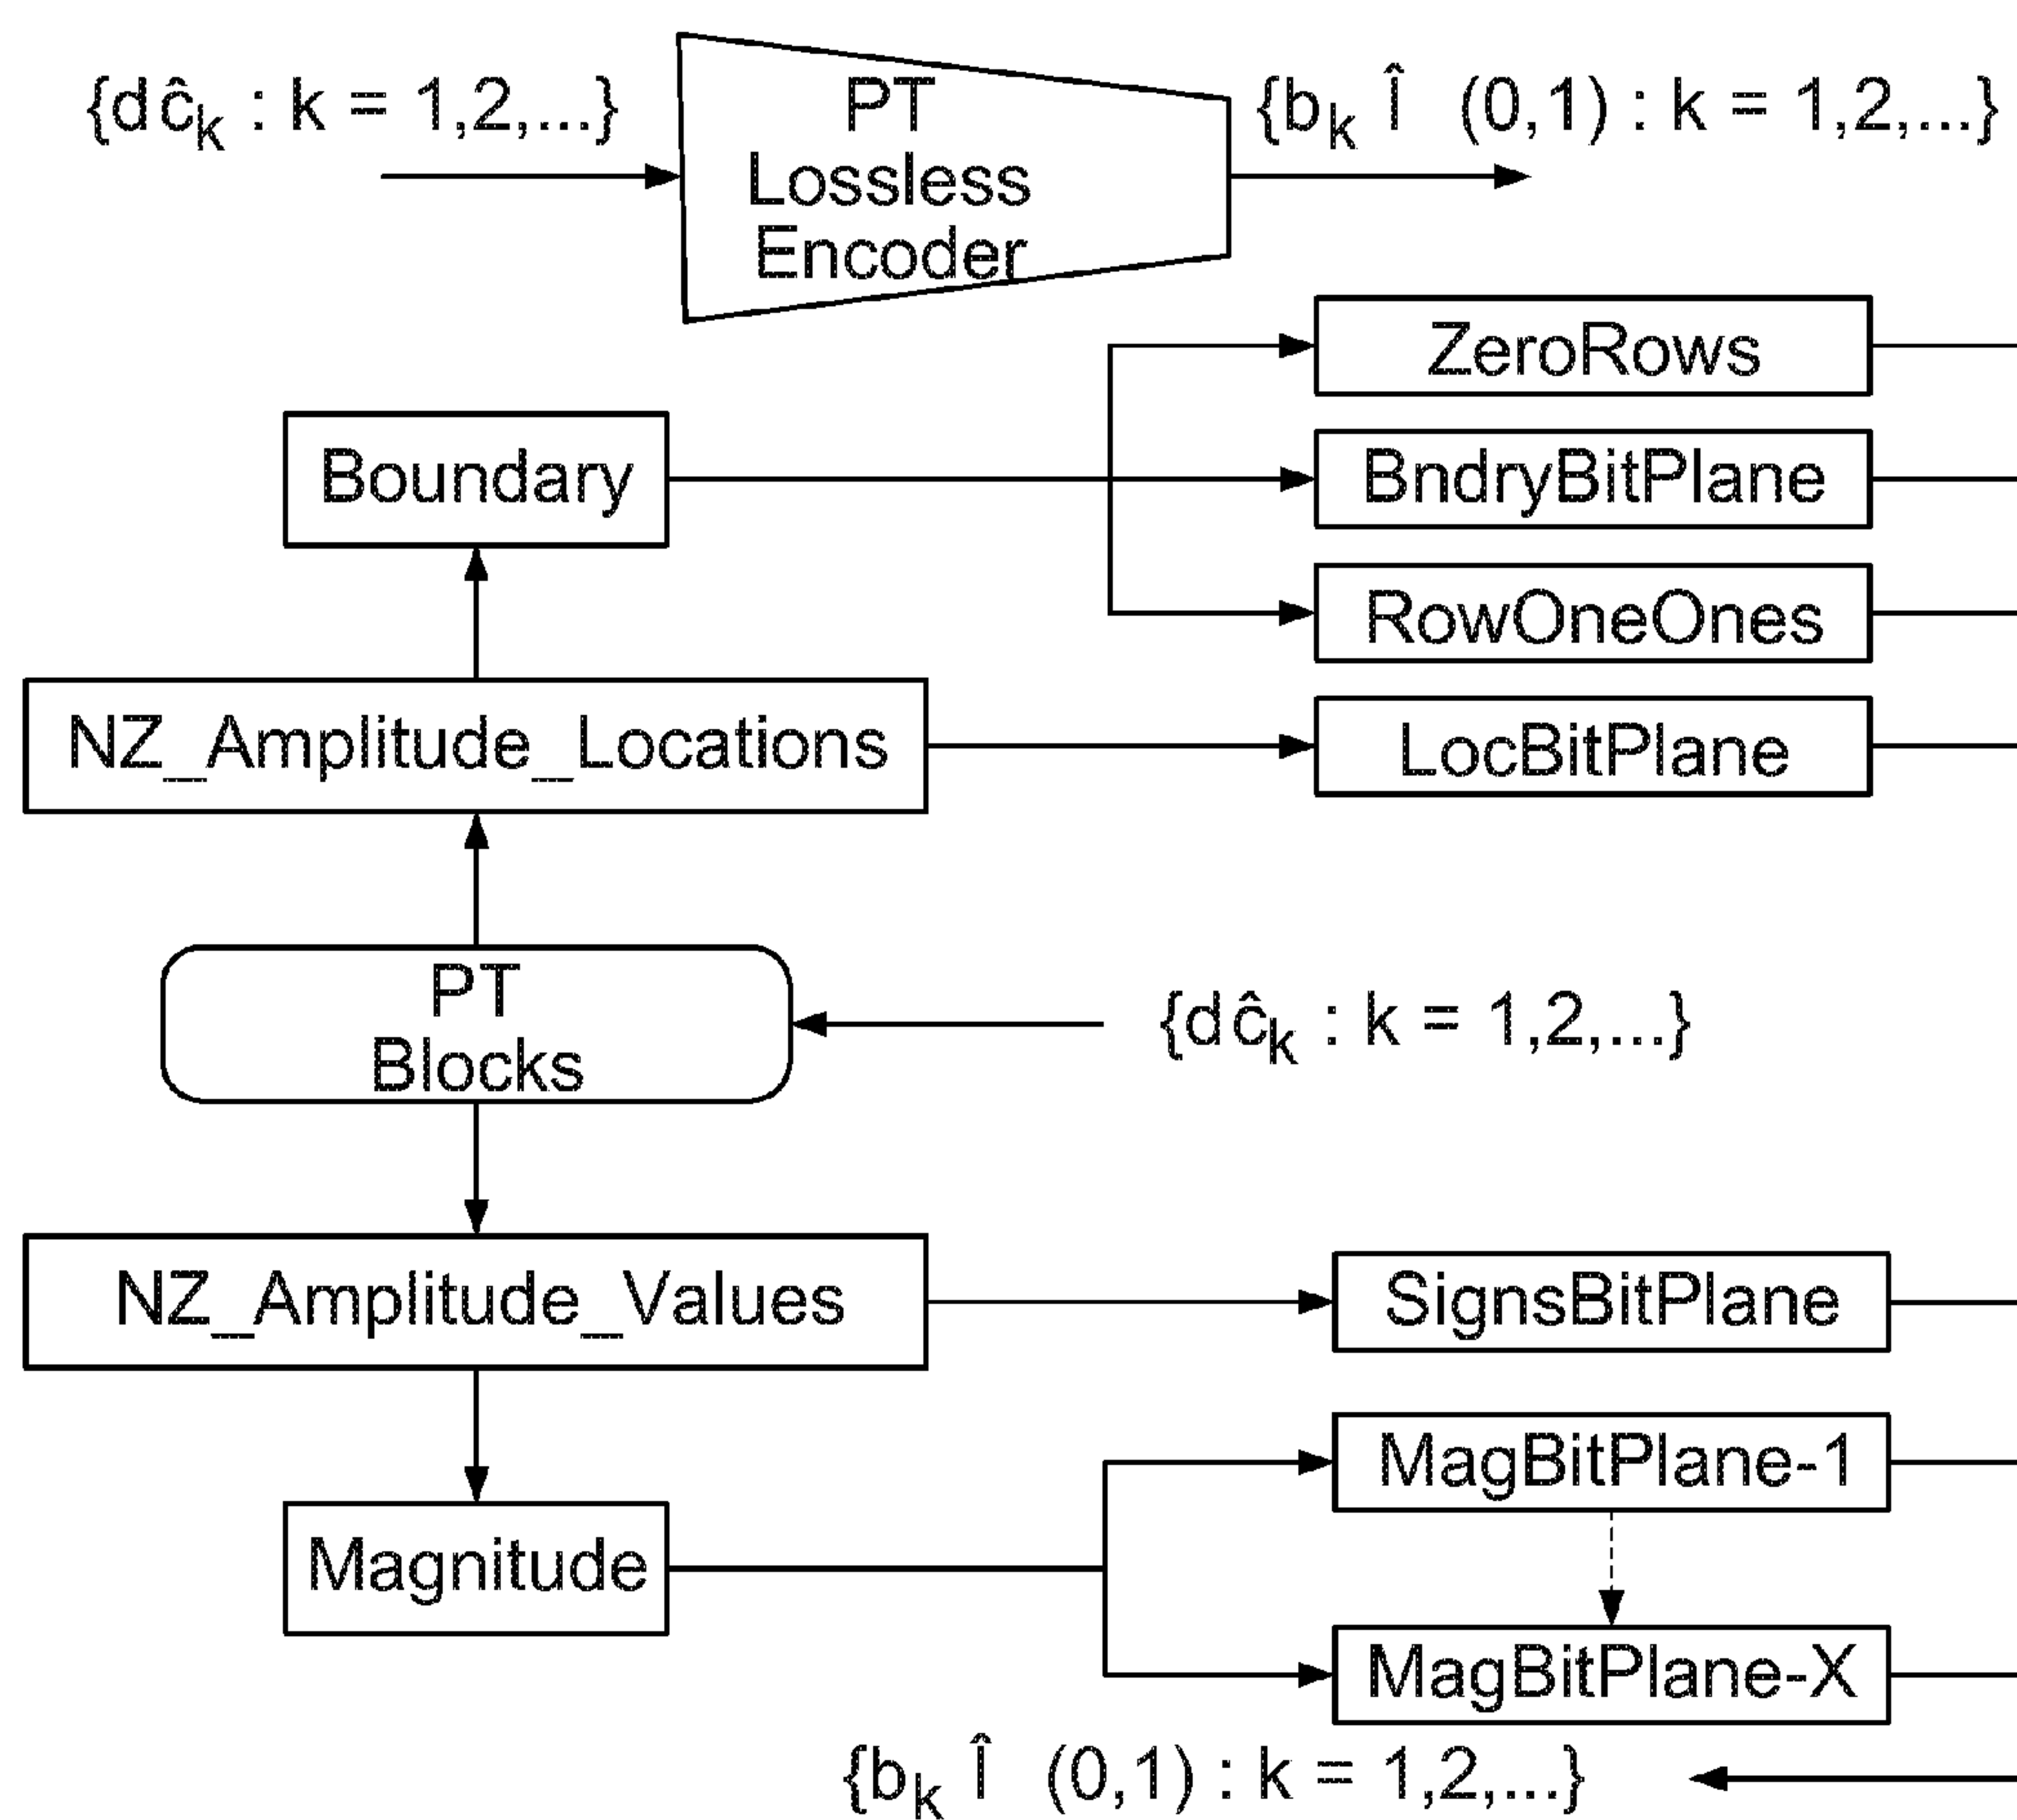 {dĉk : k = 1,2,...}
PT
Lossless
Encoder
{bk Î (0,1) : k = 1,2,...}
ZeroRows
Boundary
BndryBitPlane
RowOneOnes
NZ_Amplitude_Locations
LocBitPlane
PT
Blocks
{dĉk : k = 1,2,...}
NZ_Amplitude_Values
SignsBitPlane
MagBitPlane-1
Magnitude
MagBitPlane-X
{bk Î (0,1) : k = 1,2,...}